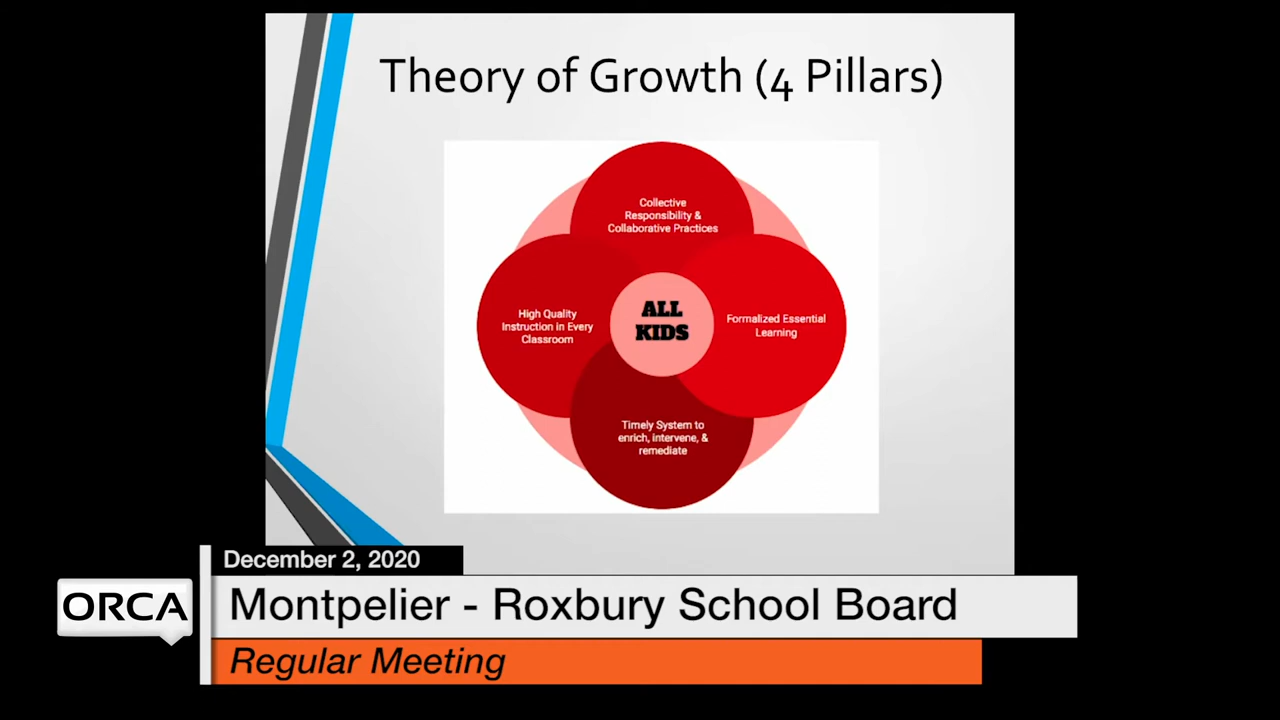 Theory of Growth (4 Pillars)
Collective
Responsibility &
Collaborative Practices
High Quality
Instruction in Every
Classroom
ALL
KIDS
Formalized Essential
Learning
Timely System to
enrich, intervene, &
remediate
December 2, 2020
ORCA
Montpelier - Roxbury School Board
Regular Meeting